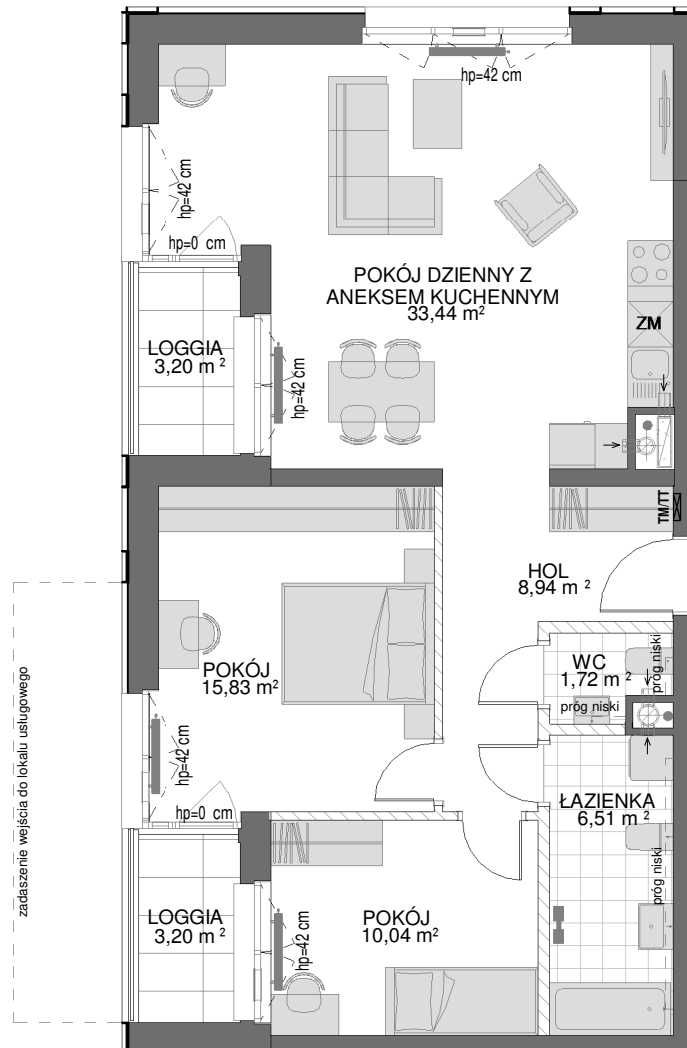 hp=42 cm
hp=42 cm
hp=0 cm
POKÓJ DZIENNY Z
ANEKSEM KUCHENNYM
33,44 m²
ZM
LOGGIA
3,20 m²
hp=42 cm
TM/TT
HOL
8,94 m²
WC
1,72 m²
próg niski
próg niski
POKÓJ
15,83 m²
hp=42 cm
hp=0 cm
zadaszenie wejścia do lokalu usługowego
ŁAZIENKA
6,51 m²
próg niski
LOGGIA
3,20 m²
hp=42 cm
POKÓJ
10,04 m²